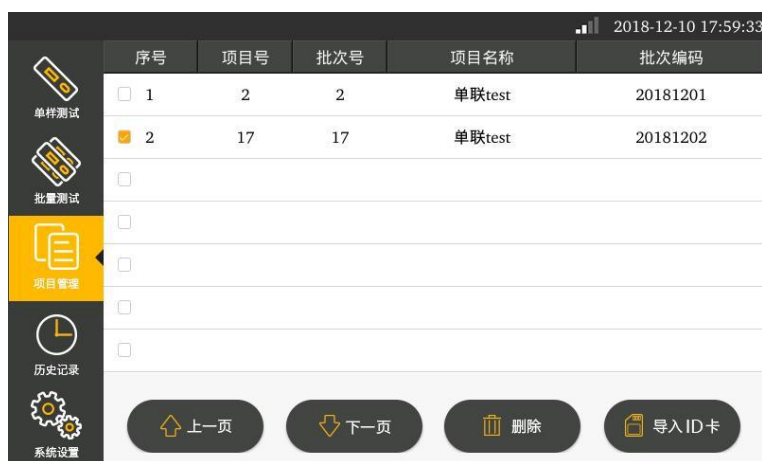 2018-12-10 17:59:33
序号 项目号 批次号 项目名称 批次编码
1 2 2 单联test 20181201
2 17 17 单联test 20181202
单样测试
批量测试
项目管理
历史记录
系统设置
上一页 下一页 删除 导入ID卡